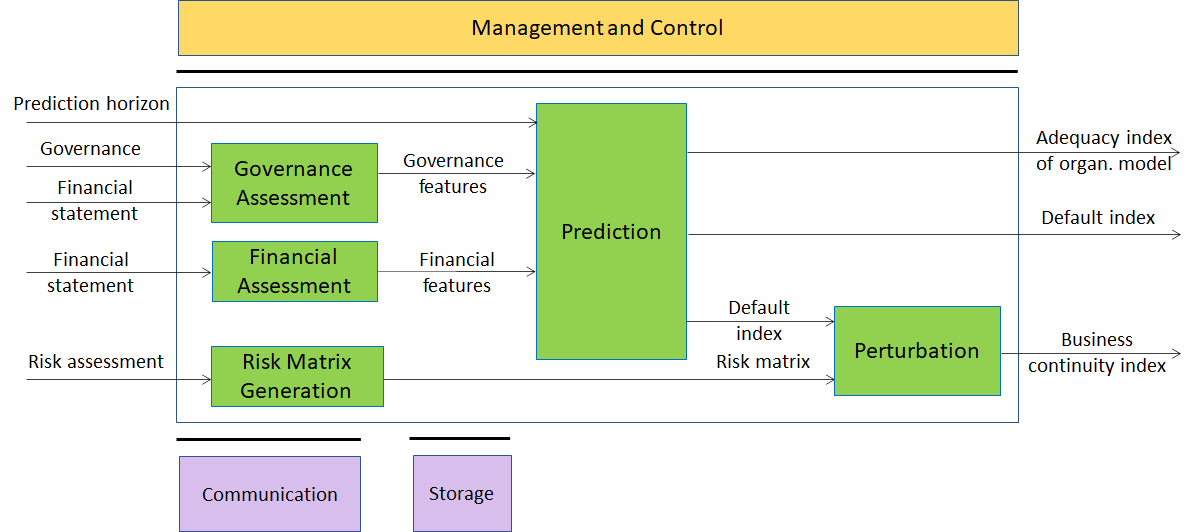 Management and Control
Prediction horizon
Governance
Financial
statement
Financial
statement
Risk assessment
Governance
Assessment
Financial
Assessment
Risk Matrix
Generation
Governance
features
Financial
features
Prediction
Default
index
Risk matrix
Perturbation
Adequacy index
of organ. model
Default index
Business
continuity index
Communication
Storage